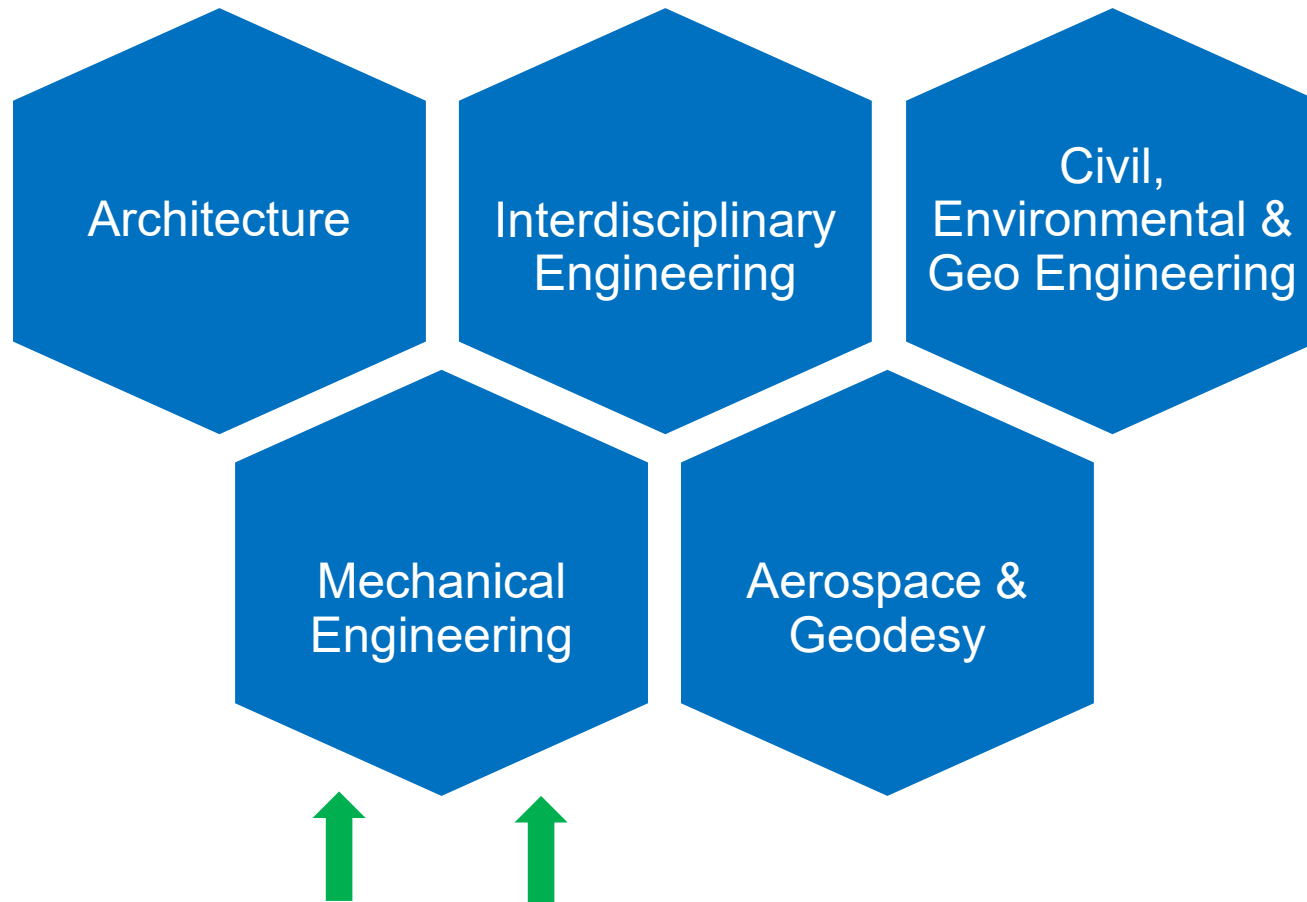 Architecture
Interdisciplinary
Engineering
Civil,
Environmental &
Geo Engineering
Mechanical
Engineering
Aerospace &
Geodesy